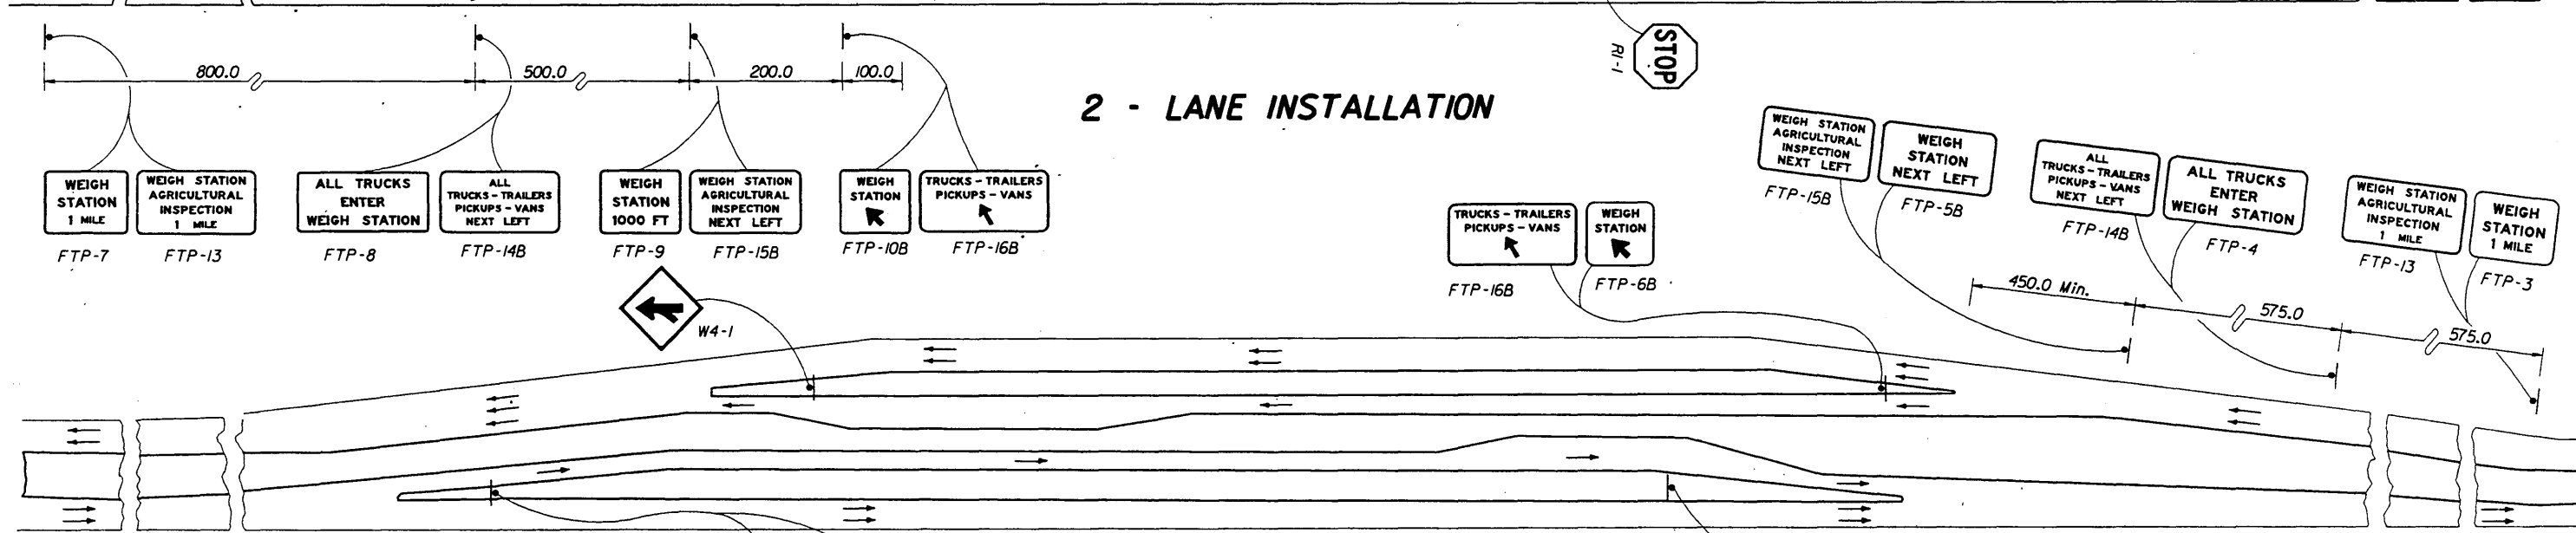 800.0
500.0
200.0
100.0
STOP
R1-1
2 - LANE INSTALLATION
WEIGH
STATION
1 MILE
FTP-7
WEIGH STATION
AGRICULTURAL
INSPECTION
1 MILE
FTP-13
ALL TRUCKS
ENTER
WEIGH STATION
FTP-8
ALL
TRUCKS-TRAILERS
PICKUPS-VANS
NEXT LEFT
FTP-14B
WEIGH
STATION
1000 FT
FTP-9
WEIGH STATION
AGRICULTURAL
INSPECTION
NEXT LEFT
FTP-15B
WEIGH
STATION
FTP-10B
TRUCKS-TRAILERS
PICKUPS-VANS
FTP-16B
W4-1
TRUCKS-TRAILERS
PICKUPS-VANS
FTP-16B
WEIGH
STATION
FTP-6B
WEIGH STATION
AGRICULTURAL
INSPECTION
NEXT LEFT
FTP-15B
WEIGH
STATION
NEXT LEFT
FTP-5B
ALL
TRUCKS-TRAILERS
PICKUPS-VANS
NEXT LEFT
FTP-14B
ALL TRUCKS
ENTER
WEIGH STATION
FTP-4
WEIGH STATION
AGRICULTURAL
INSPECTION
1 MILE
FTP-13
WEIGH
STATION
1 MILE
FTP-3
450.0 Min.
575.0
575.0